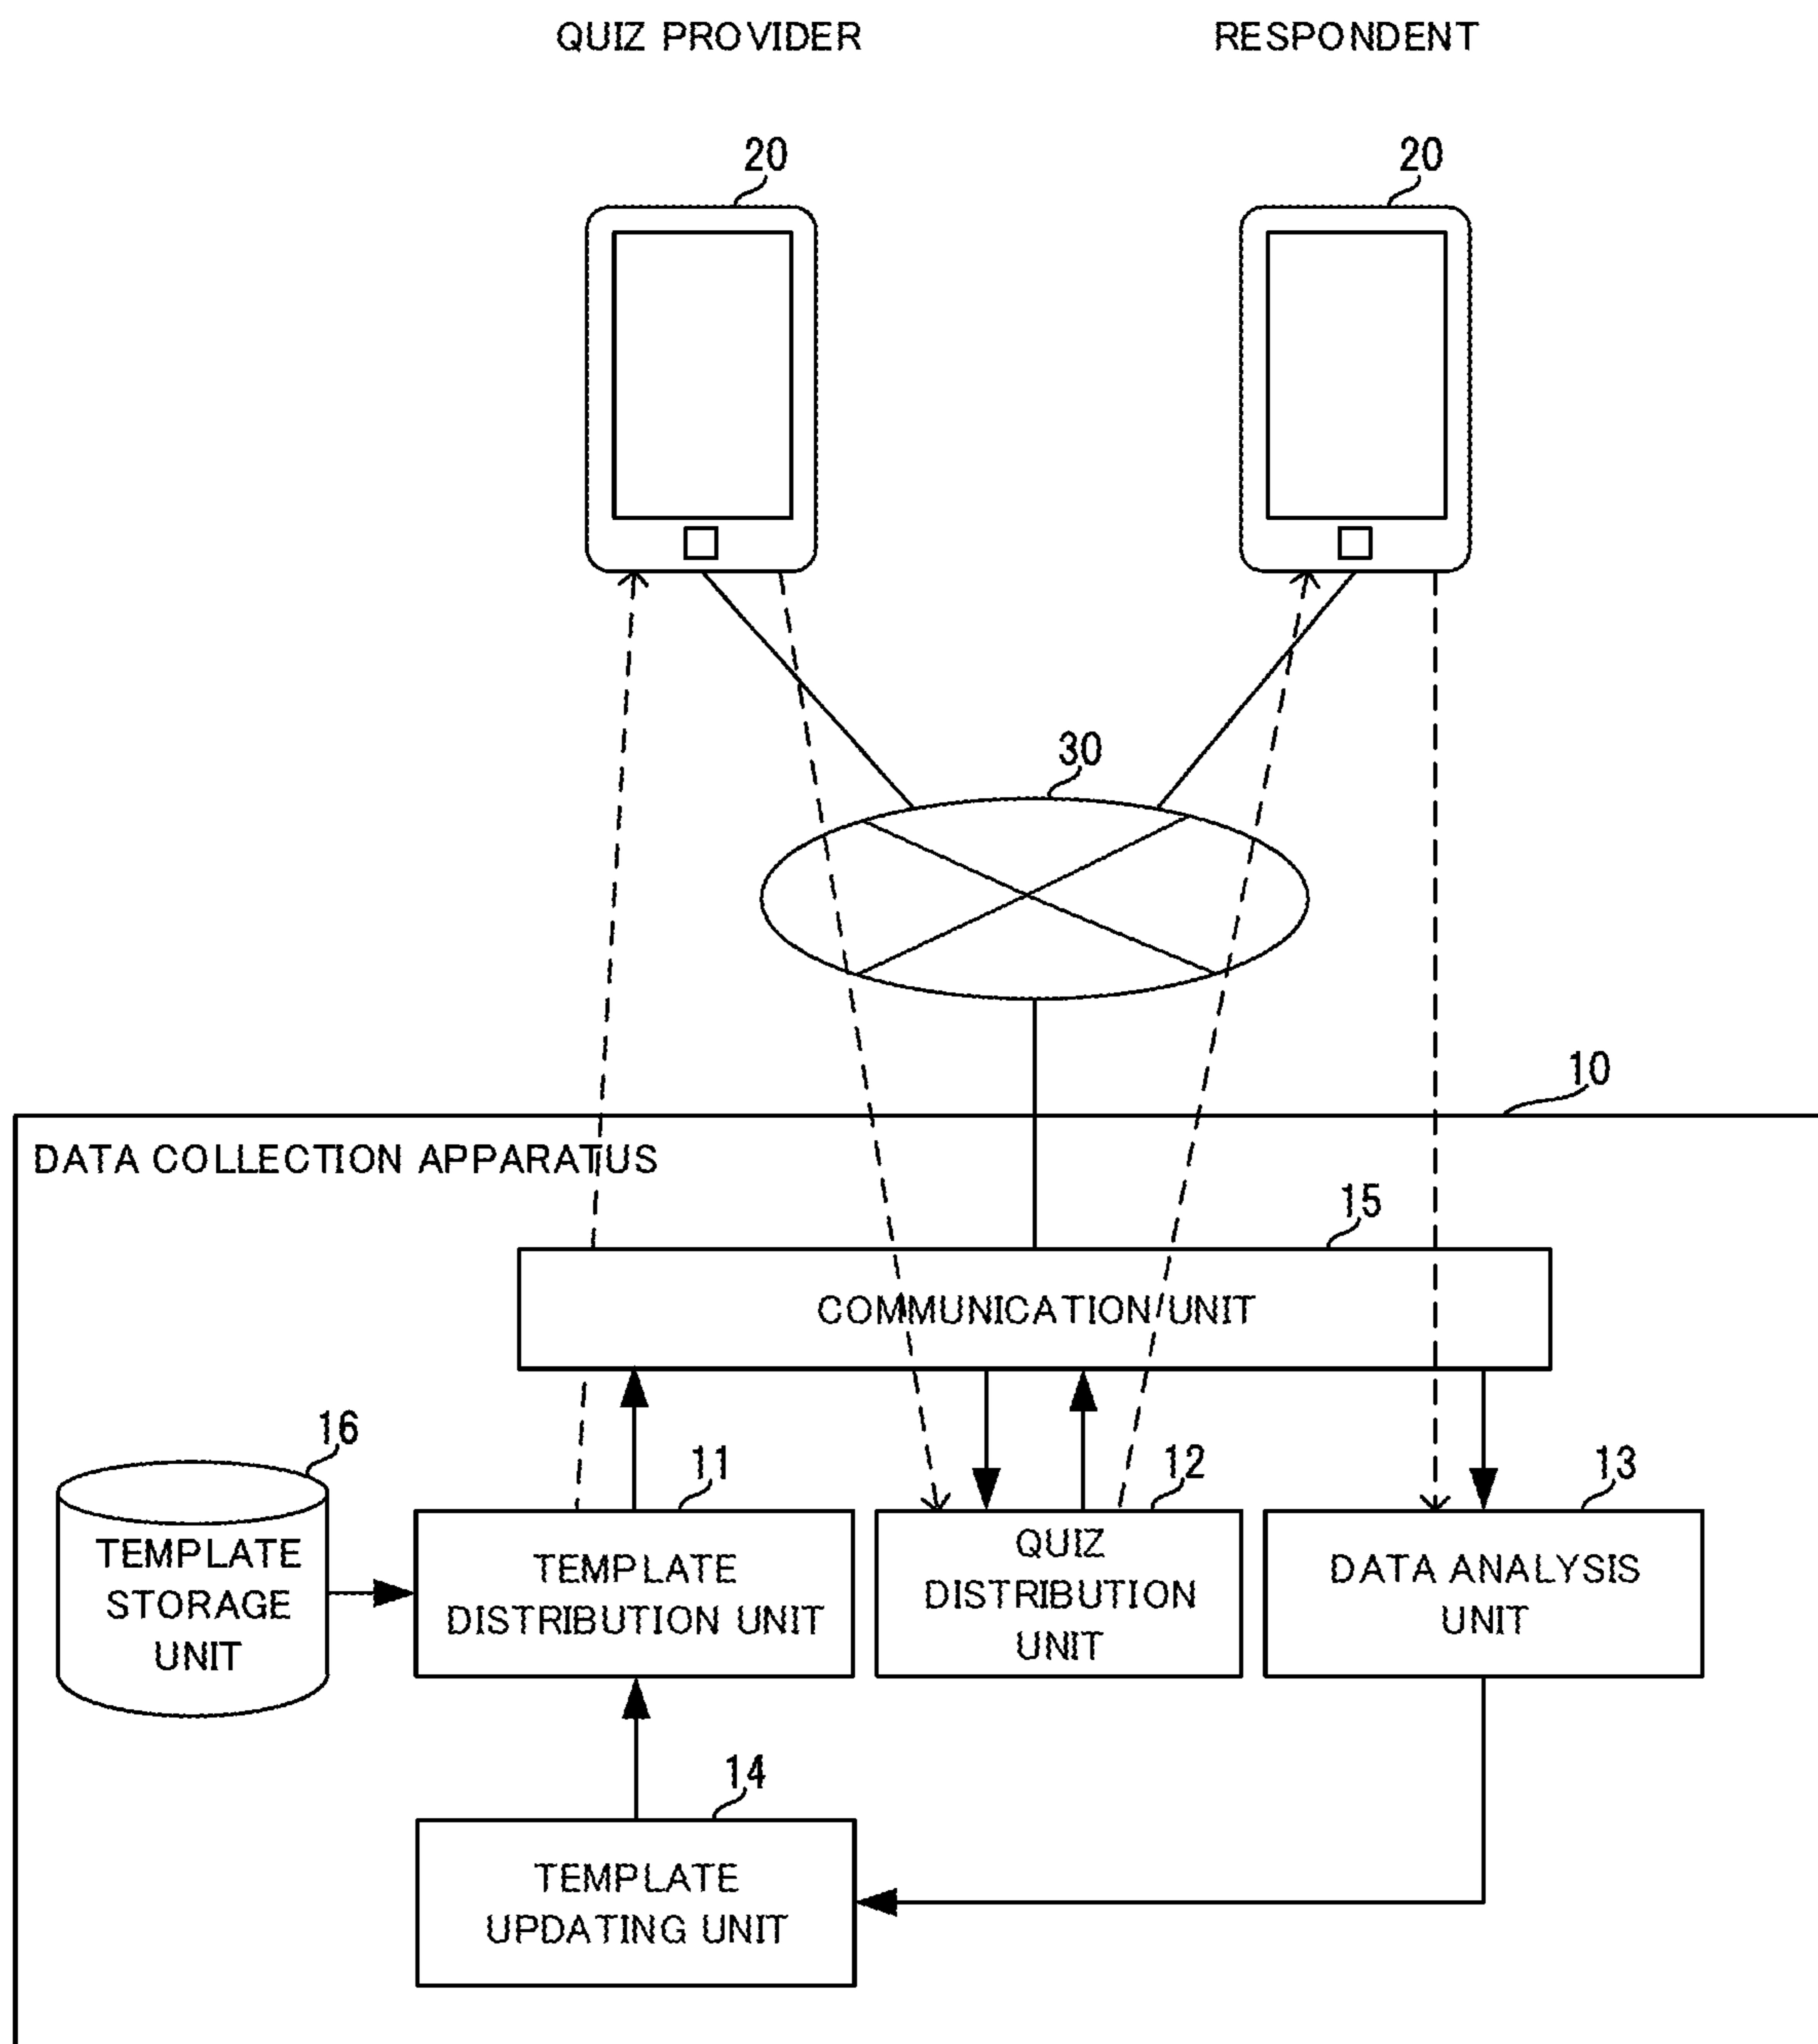 QUIZ PROVIDER
RESPONDENT
20
20
30
10
DATA COLLECTION APPARATUS
15
COMMUNICATION UNIT
16
11
12
13
TEMPLATE
STORAGE
UNIT
TEMPLATE
DISTRIBUTION UNIT
QUIZ
DISTRIBUTION
UNIT
DATA ANALYSIS
UNIT
14
TEMPLATE
UPDATING UNIT